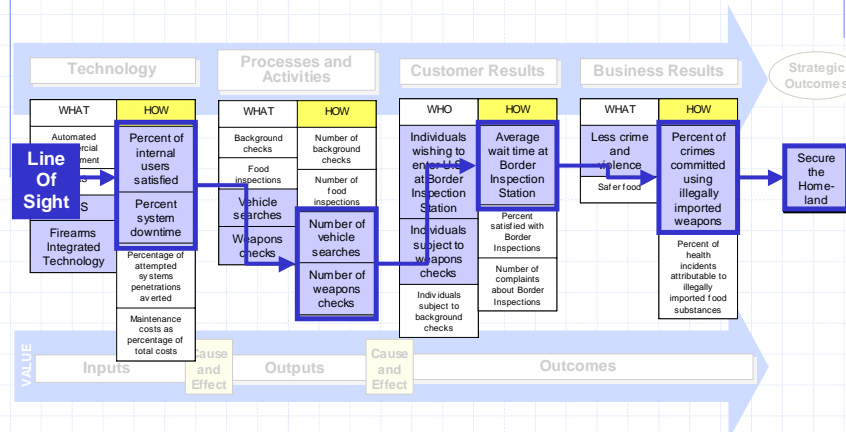 Technology
Processes and
Activities
Customer Results
Business Results
Strategic
Outcomes
WHAT
HOW
WHAT
HOW
WHO
HOW
WHAT
HOW
Line
Of
Sight
Automated
Percent of
internal
users
satisfied
Percent
system
downtime
Firearms
Integrated
Technology
Percentage of
attempted
systems
penetrations
averted
Maintenance
costs as
percentage of
total costs
Background
checks
Food
inspections
Vehicle
searches
Weapons
checks
Number of
background
checks
Number of
food
inspections
Number of
vehicle
searches
Number of
weapons
checks
Individuals
wishing to
enter U.S.
at Border
Inspection
Station
Individuals
subject to
weapons
checks
Individuals
subject to
background
checks
Average
wait time at
Border
Inspection
Station
Percent
satisfied with
Border
Inspections
Number of
complaints
about Border
Inspections
Less crime
and
violence
Safer food
Percent of
crimes
committed
using
illegally
imported
weapons
Percent of
health
incidents
attributable to
illegally
imported food
substances
Secure
the
Home-
land
VALUE
Inputs
Cause
and
Effect
Outputs
Cause
and
Effect
Outcomes